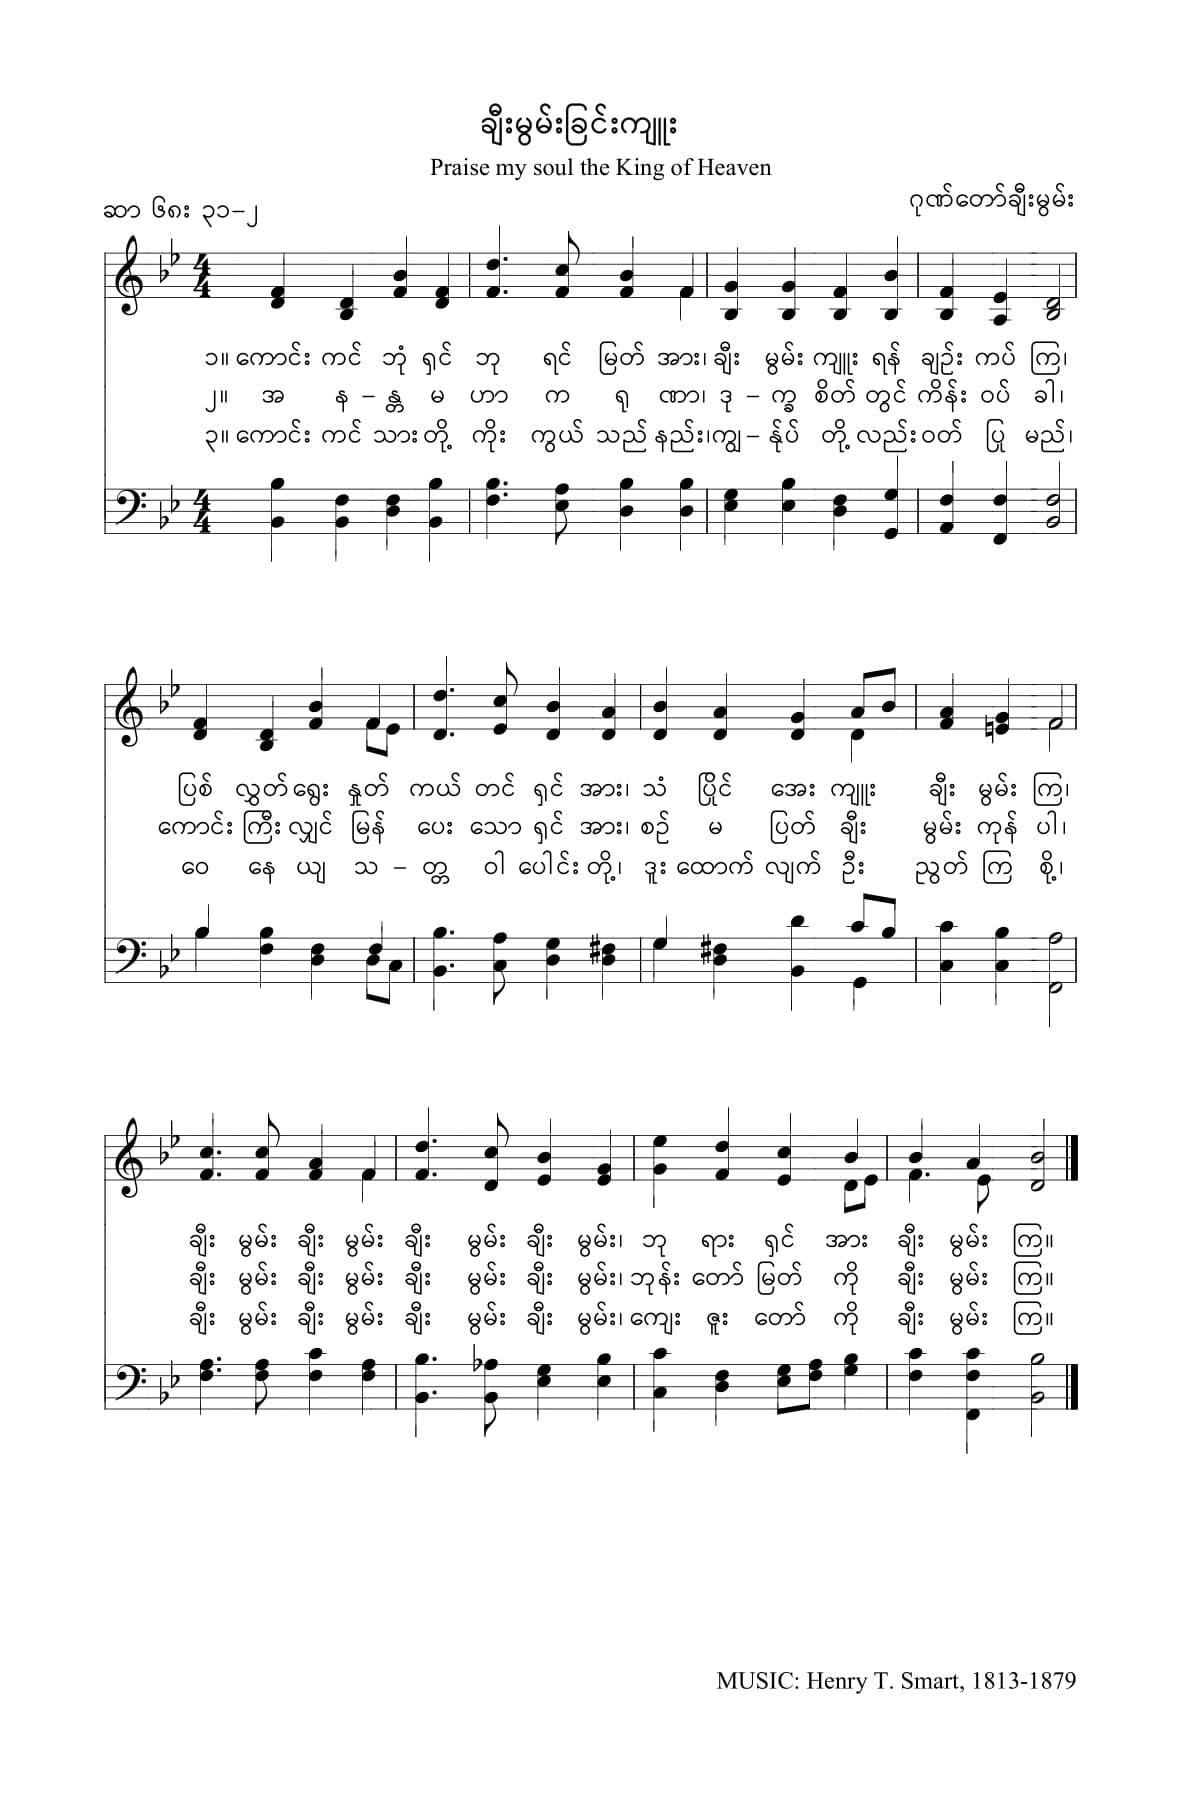 ချီးမွမ်းခြင်းကျူး
Praise my soul the King of Heaven
ဆာ ၆၈း ၃၁–၂
ဂုဏ်တော်ချီးမွမ်း
၁။ ကောင်း ကင် ဘုံ ရှင် ဘု ရင် မြတ် အား၊ ချီး မွမ်း ကျူး ရန် ချဉ်း ကပ် ကြ၊
၂။ အ န – န္တ မ ဟာ က ရု ဏာ၊ ဒု – က္ခ စိတ် တွင် ကိန်း ဝပ် ခါ၊
၃။ ကောင်း ကင် သား တို့ ကိုး ကွယ် သည် နည်း၊ ကျွ – န်ုပ် တို့ လည်း ဝတ် ပြု မည်၊
ပြစ် လွှတ် ရွေး နှုတ် ကယ် တင် ရှင် အား၊ သံ ပြိုင် အေး ကျူး ချီး မွမ်း ကြ၊
ကောင်း ကြီး လျှင် မြန် ပေး သော ရှင် အား၊ စဉ် မ ပြတ် ချီး မွမ်း ကုန် ပါ၊
ဝေ နေ ယျ သ – တ္တ ဝါ ပေါင်း တို့၊ ဒူး ထောက် လျက် ဦး ညွတ် ကြ စို့၊
ချီး မွမ်း ချီး မွမ်း ချီး မွမ်း ချီး မွမ်း၊ ဘု ရား ရှင် အား ချီး မွမ်း ကြ။
ချီး မွမ်း ချီး မွမ်း ချီး မွမ်း ချီး မွမ်း၊ ဘုန်း တော် မြတ် ကို ချီး မွမ်း ကြ။
ချီး မွမ်း ချီး မွမ်း ချီး မွမ်း ချီး မွမ်း၊ ကျေး ဇူး တော် ကို ချီး မွမ်း ကြ။
MUSIC: Henry T. Smart, 1813-1879